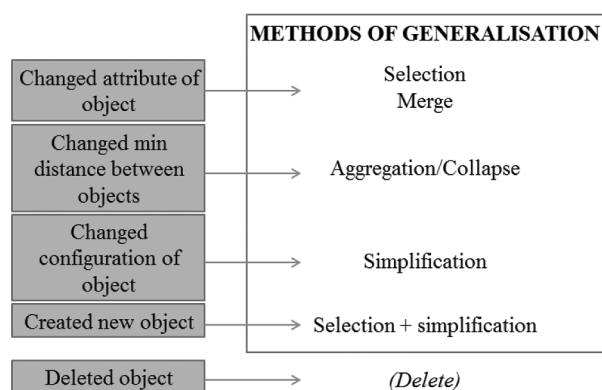 METHODS OF GENERALISATION
Changed attribute of
object
Selection
Merge
Changed min
distance between
objects
Aggregation/Collapse
Changed
configuration of
object
Simplification
Created new object
Selection + simplification
Deleted object
(Delete)